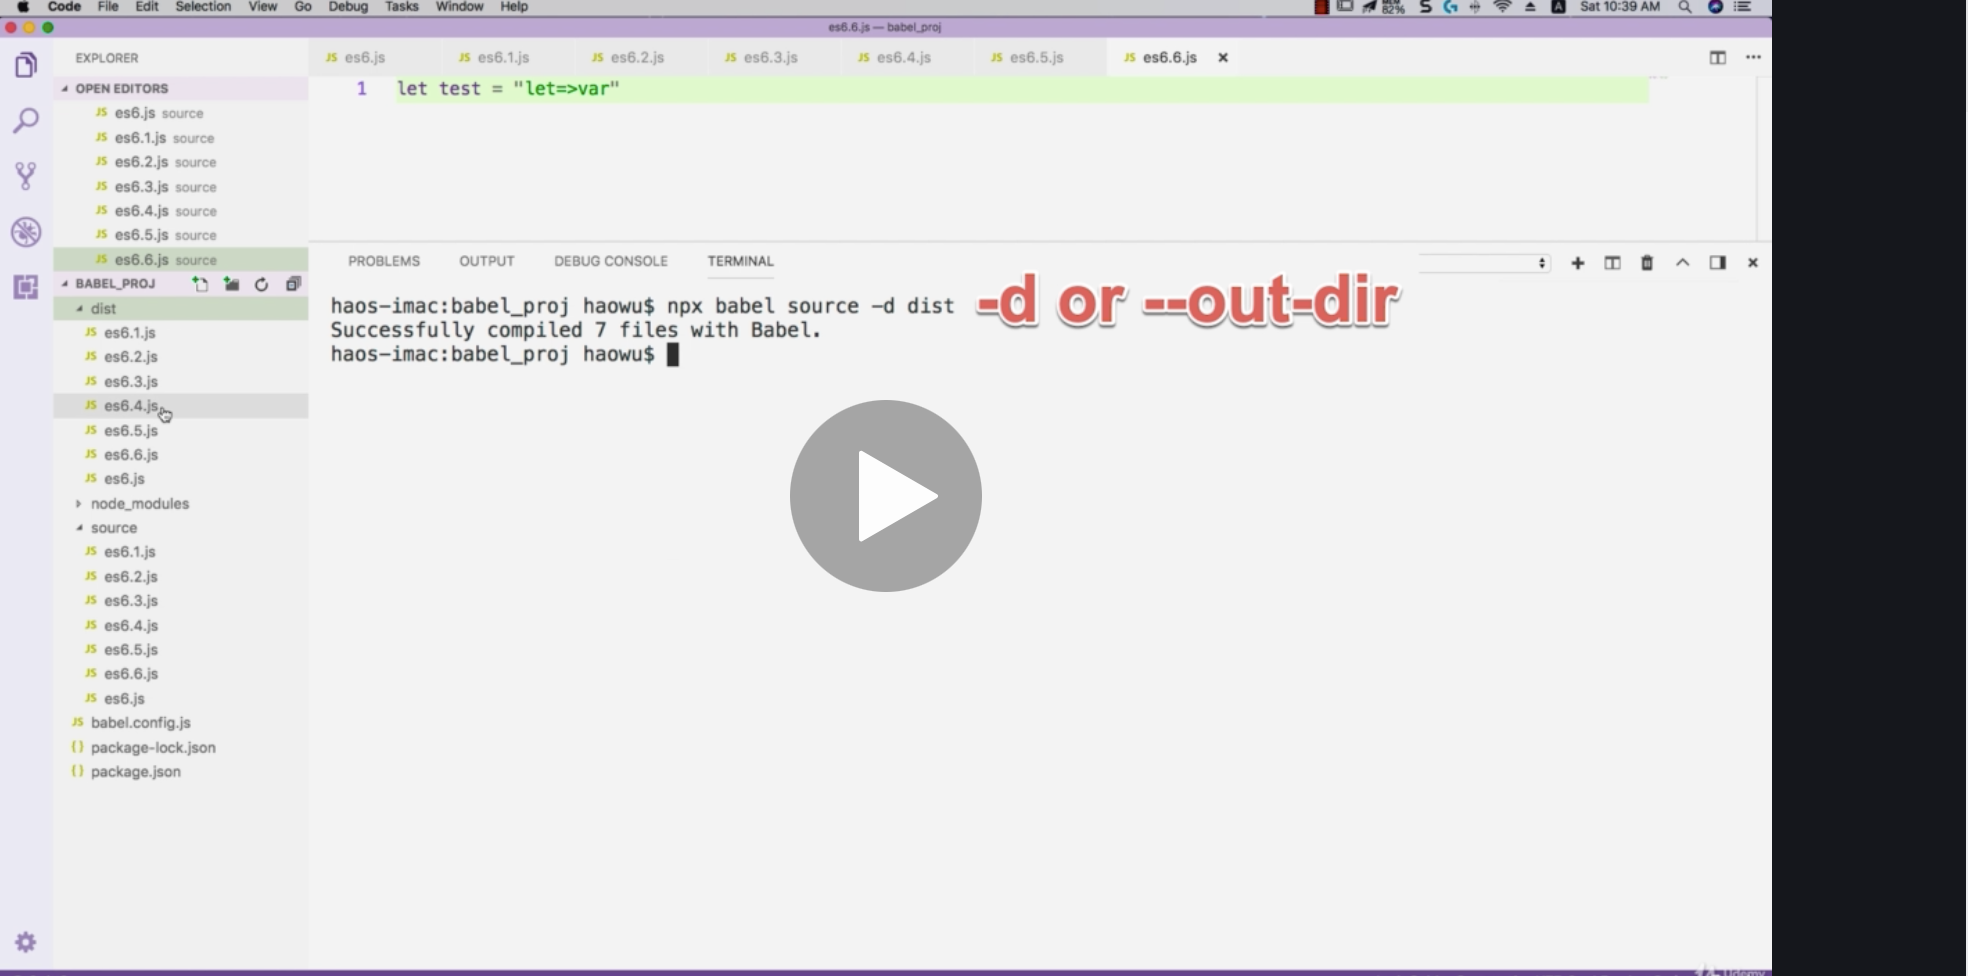 Code File Edit Selection View Go Debug Tasks Window Help 82% Sat 10:39 AM
es6.6.js — babel_proj
EXPLORER
JS es6.js JS es6.1.js JS es6.2.js JS es6.3.js JS es6.4.js JS es6.5.js JS es6.6.js
OPEN EDITORS
JS es6.js source
JS es6.1.js source
JS es6.2.js source
JS es6.3.js source
JS es6.4.js source
JS es6.5.js source
JS es6.6.js source
1 let test = "let=>var"
BABEL_PROJ
dist
JS es6.1.js
JS es6.2.js
JS es6.3.js
JS es6.4.js
JS es6.5.js
JS es6.6.js
JS es6.js
node_modules
source
JS es6.1.js
JS es6.2.js
JS es6.3.js
JS es6.4.js
JS es6.5.js
JS es6.6.js
JS es6.js
JS babel.config.js
{} package-lock.json
{} package.json
PROBLEMS OUTPUT DEBUG CONSOLE TERMINAL
haos-imac:babel_proj haowu$ npx babel source -d dist
-d or --out-dir
Successfully compiled 7 files with Babel.
haos-imac:babel_proj haowu$